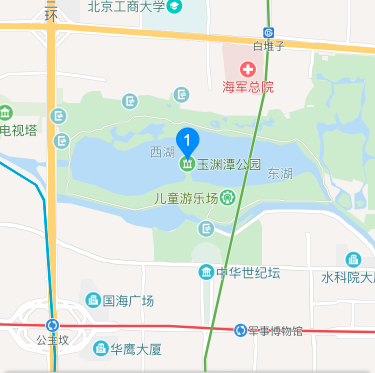 三环
北京工商大学
白堆子
海军总院
电视塔
1
西湖
玉渊潭公园
东湖
儿童游乐场
中华世纪坛
水科院大
国海广场
公主坟
军事博物馆
华鹰大厦